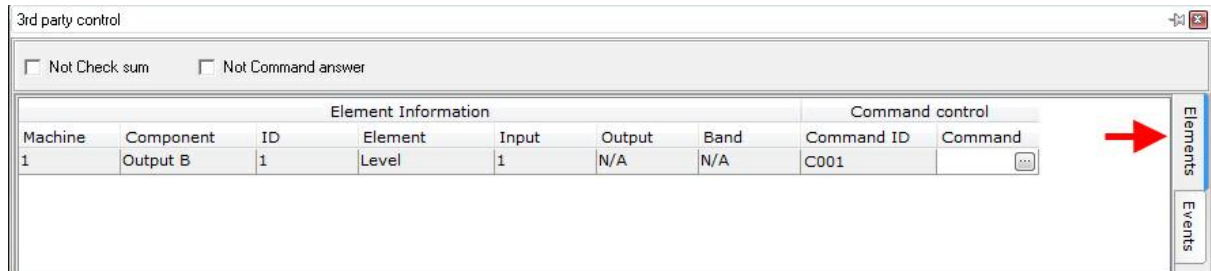 3rd party control
Not Check sum Not Command answer
Element Information Command control
Machine Component ID Element Input Output Band Command ID Command
1 Output B 1 Level 1 N/A N/A C001 ...
Elements
Events